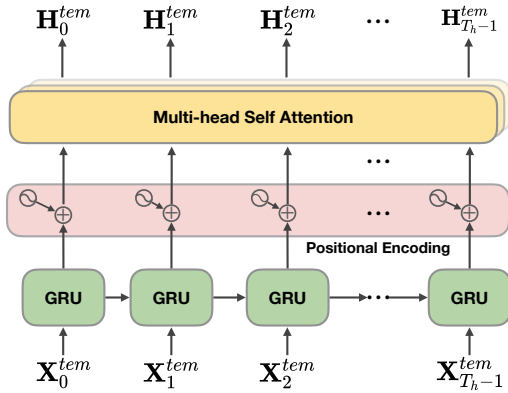 H_0^{tem} H_1^{tem} H_2^{tem} ... H_{T_h-1}^{tem}
Multi-head Self Attention
...
...
Positional Encoding
GRU GRU GRU ... GRU
X_0^{tem} X_1^{tem} X_2^{tem} X_{T_h-1}^{tem}